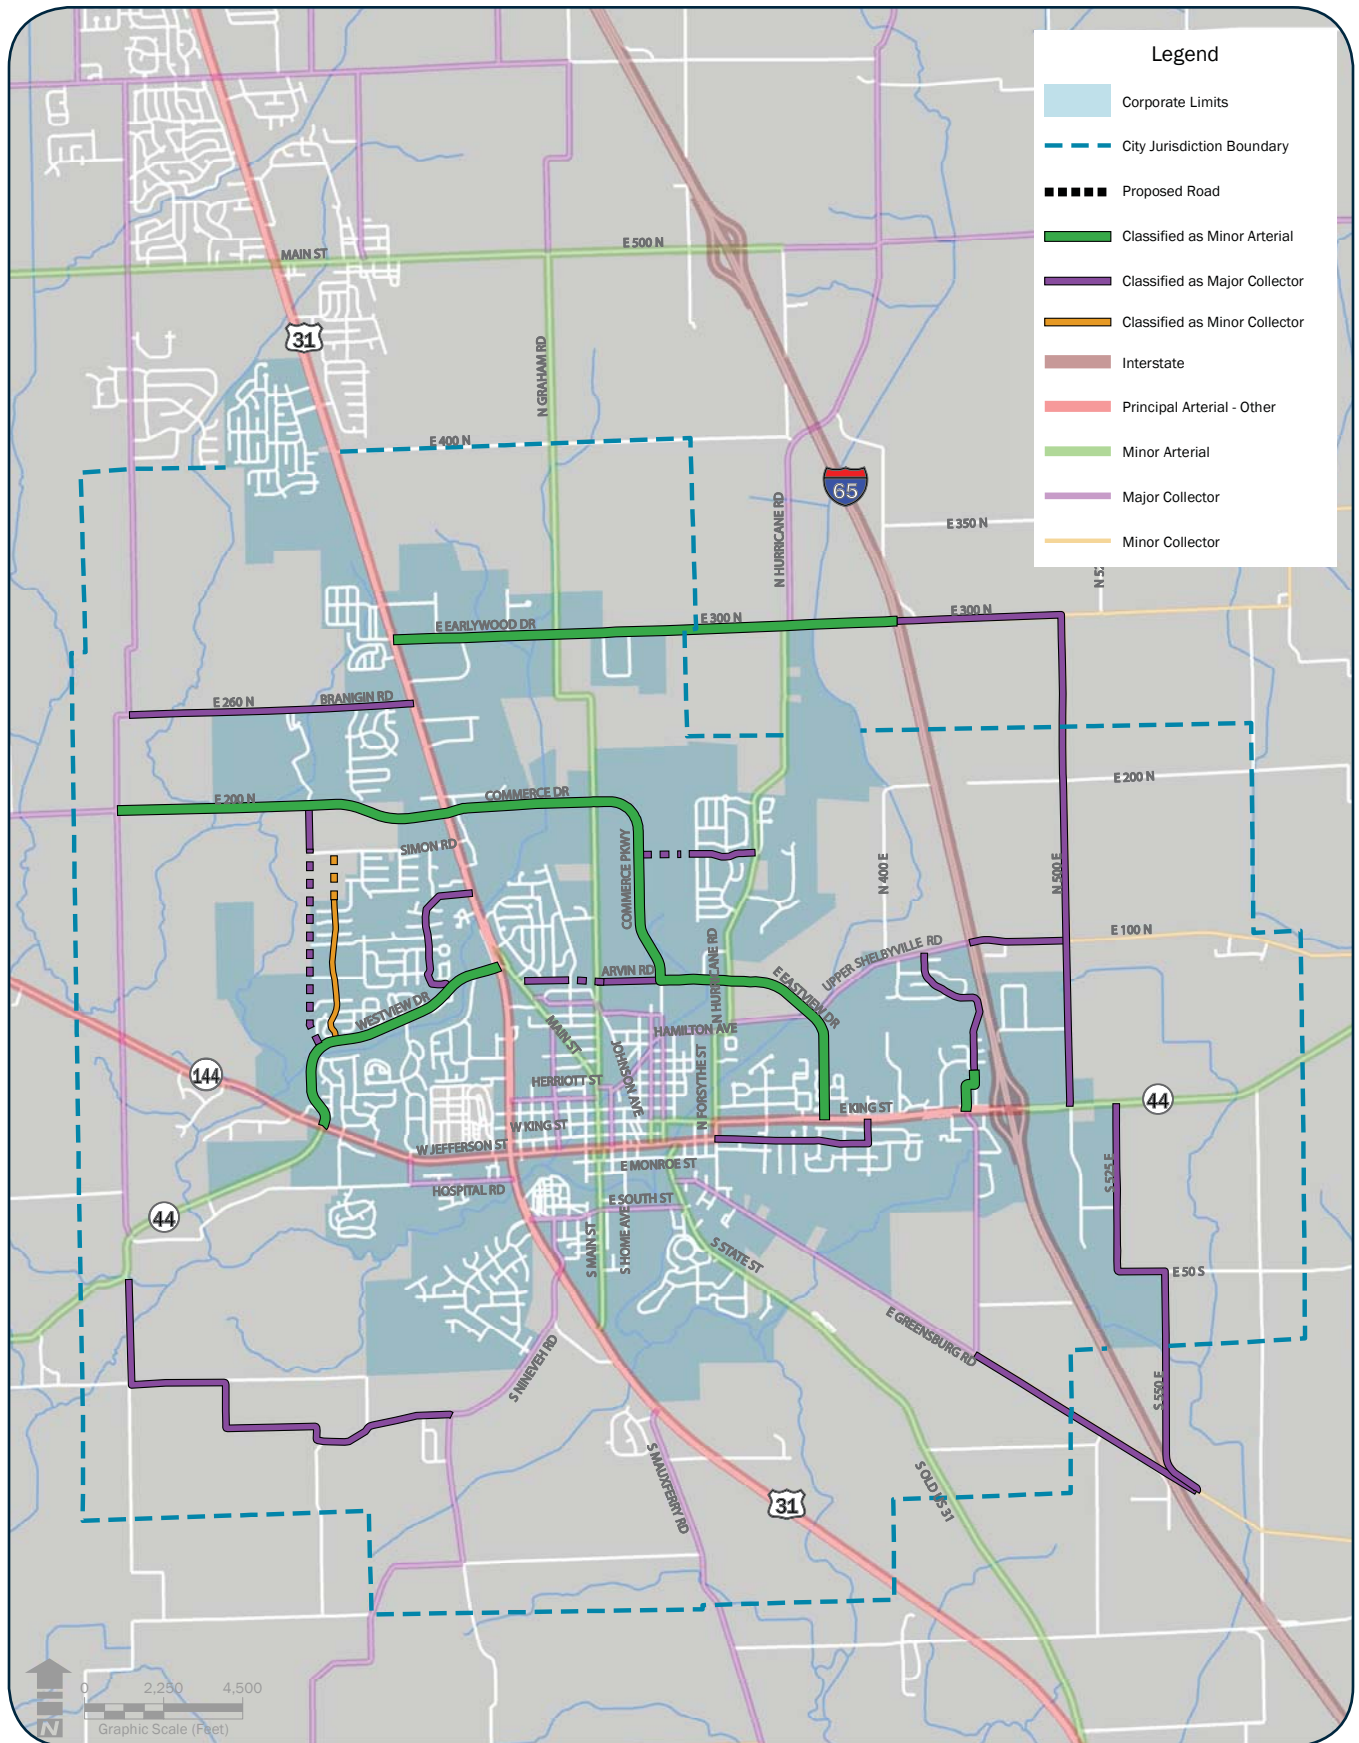 Legend
Corporate Limits
City Jurisdiction Boundary
Proposed Road
Classified as Minor Arterial
Classified as Major Collector
Classified as Minor Collector
Interstate
Principal Arterial - Other
Minor Arterial
Major Collector
Minor Collector
MAIN ST
E 500 N
31
N GRAHAM RD
E 400 N
65
N HURRICANE RD
E 350 N
E EARLYWOOD DR
E 300 N
E 300 N
E 260 N
BRANIGIN RD
E 200 N
E 200 N
COMMERCE DR
SIMON RD
COMMERCE PKWY
N 400 E
N 500 E
E 100 N
UPPER SHELBYVILLE RD
N HURRICANE RD
ARVIN RD
E EASTVIEW DR
WESTVIEW DR
MAIN ST
HAMILTON AVE
JOHNSON AVE
N FORSYTHE ST
144
HERRIOTT ST
44
E KING ST
W KING ST
W JEFFERSON ST
E MONROE ST
HOSPITAL RD
E SOUTH ST
S 525 E
44
S MAIN ST
S HOME AVE
S STATE ST
E 50 S
E GREENSBURG RD
S NINEVEH RD
S 550 E
S MAUXFERRY RD
S OLD US 31
31
N
0 2,250 4,500
Graphic Scale (Feet)